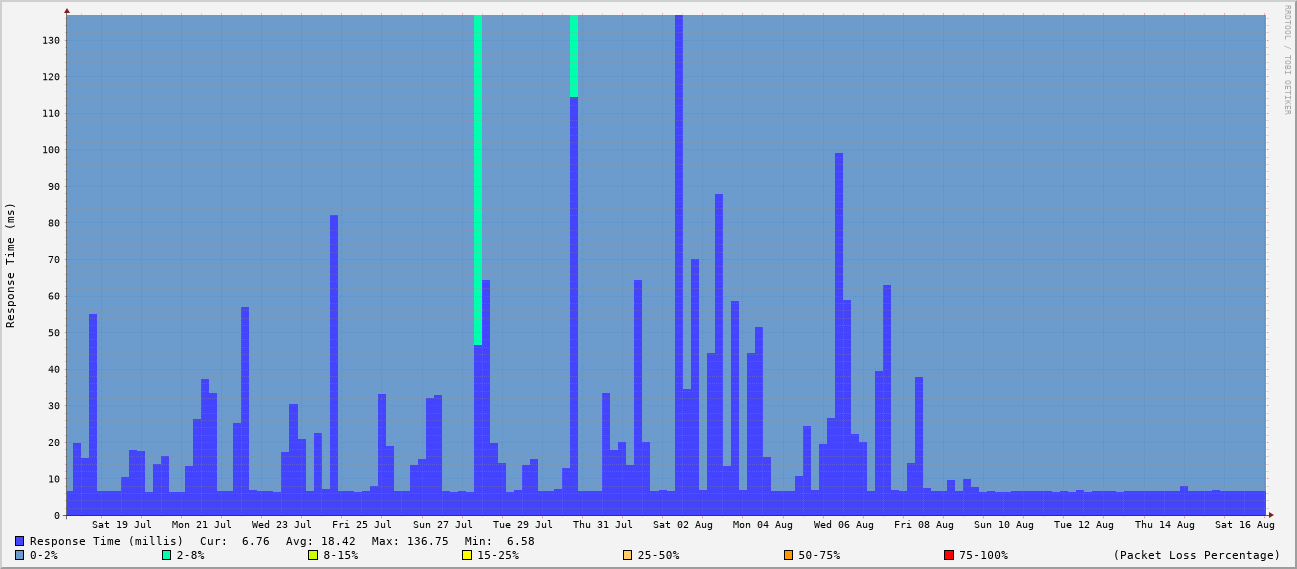 RRDTOOL / TOBI OETIKER
Response Time (ms)
130
120
110
100
90
80
70
60
50
40
30
20
10
0
Sat 19 Jul Mon 21 Jul Wed 23 Jul Fri 25 Jul Sun 27 Jul Tue 29 Jul Thu 31 Jul Sat 02 Aug Mon 04 Aug Wed 06 Aug Fri 08 Aug Sun 10 Aug Tue 12 Aug Thu 14 Aug Sat 16 Aug
Response Time (millis) Cur: 6.76 Avg: 18.42 Max: 136.75 Min: 6.58
0-2% 2-8% 8-15% 15-25% 25-50% 50-75% 75-100% (Packet Loss Percentage)